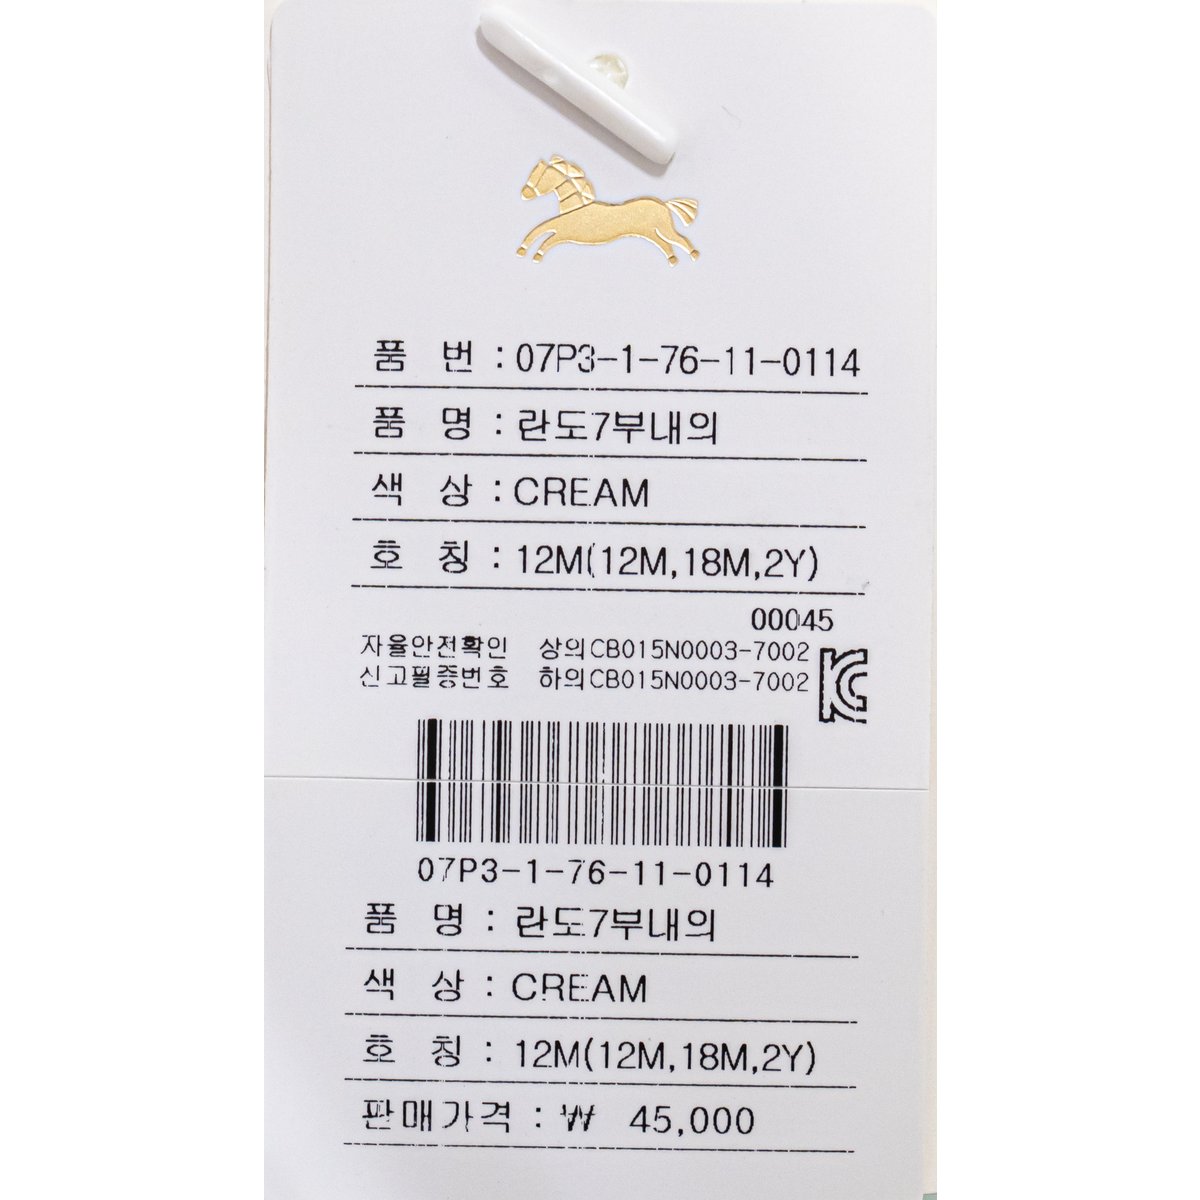 품 번 : 07P3-1-76-11-0114
품 명 : 란도7부내의
색 상 : CREAM
호 칭 : 12M(12M,18M,2Y)
00045
자율안전확인 상의CB015N0003-7002
신고필증번호 하의CB015N0003-7002
07P3-1-76-11-0114
품 명 : 란도7부내의
색 상 : CREAM
호 칭 : 12M(12M,18M,2Y)
판매가격 : ₩ 45,000